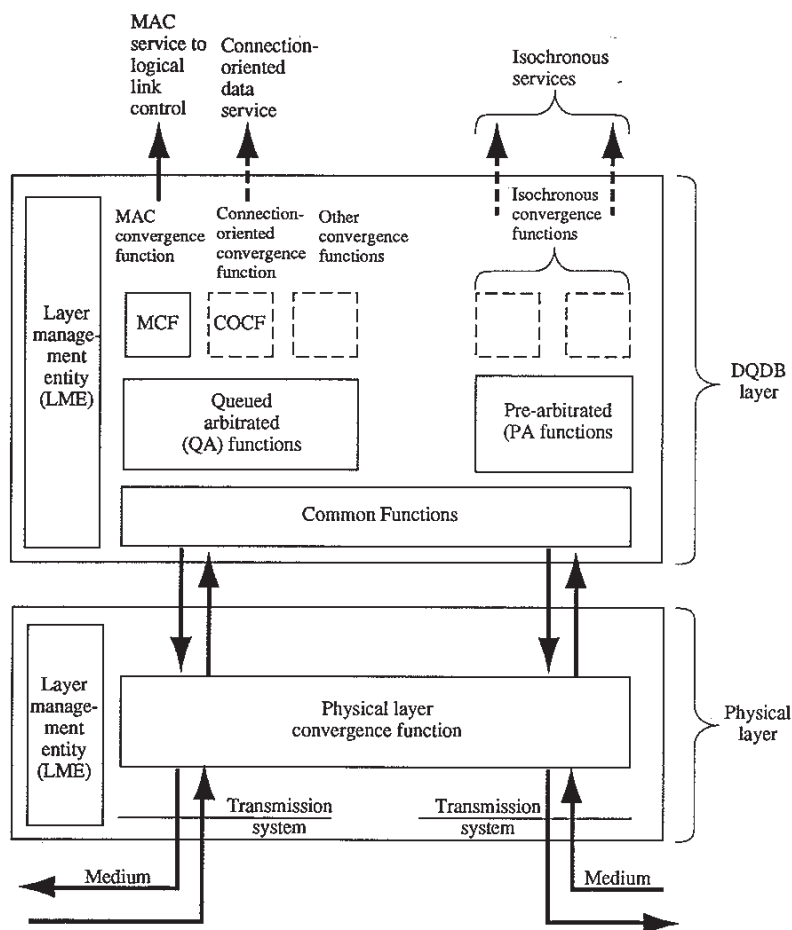 MAC
service to
logical
link
control
Connection-
oriented
data
service
Isochronous
services
MAC
convergence
function
Connection-
oriented
convergence
function
Other
convergence
functions
Isochronous
convergence
functions
Layer
manage-
ment
entity
(LME)
MCF
COCF
Queued
arbitrated
(QA) functions
Pre-arbitrated
(PA functions
DQDB
layer
Common Functions
Layer
manage-
ment
entity
(LME)
Physical layer
convergence function
Physical
layer
Transmission
system
Transmission
system
Medium
Medium